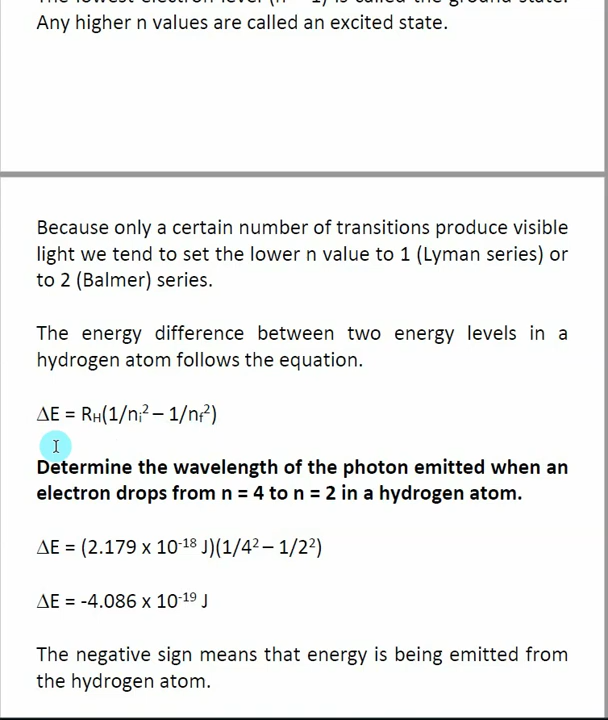 Any higher n values are called an excited state.
Because only a certain number of transitions produce visible
light we tend to set the lower n value to 1 (Lyman series) or
to 2 (Balmer) series.
The energy difference between two energy levels in a
hydrogen atom follows the equation.
ΔE = R_H(1/n_i² – 1/n_f²)
Determine the wavelength of the photon emitted when an
electron drops from n = 4 to n = 2 in a hydrogen atom.
ΔE = (2.179 x 10⁻¹⁸ J)(1/4² – 1/2²)
ΔE = -4.086 x 10⁻¹⁹ J
The negative sign means that energy is being emitted from
the hydrogen atom.